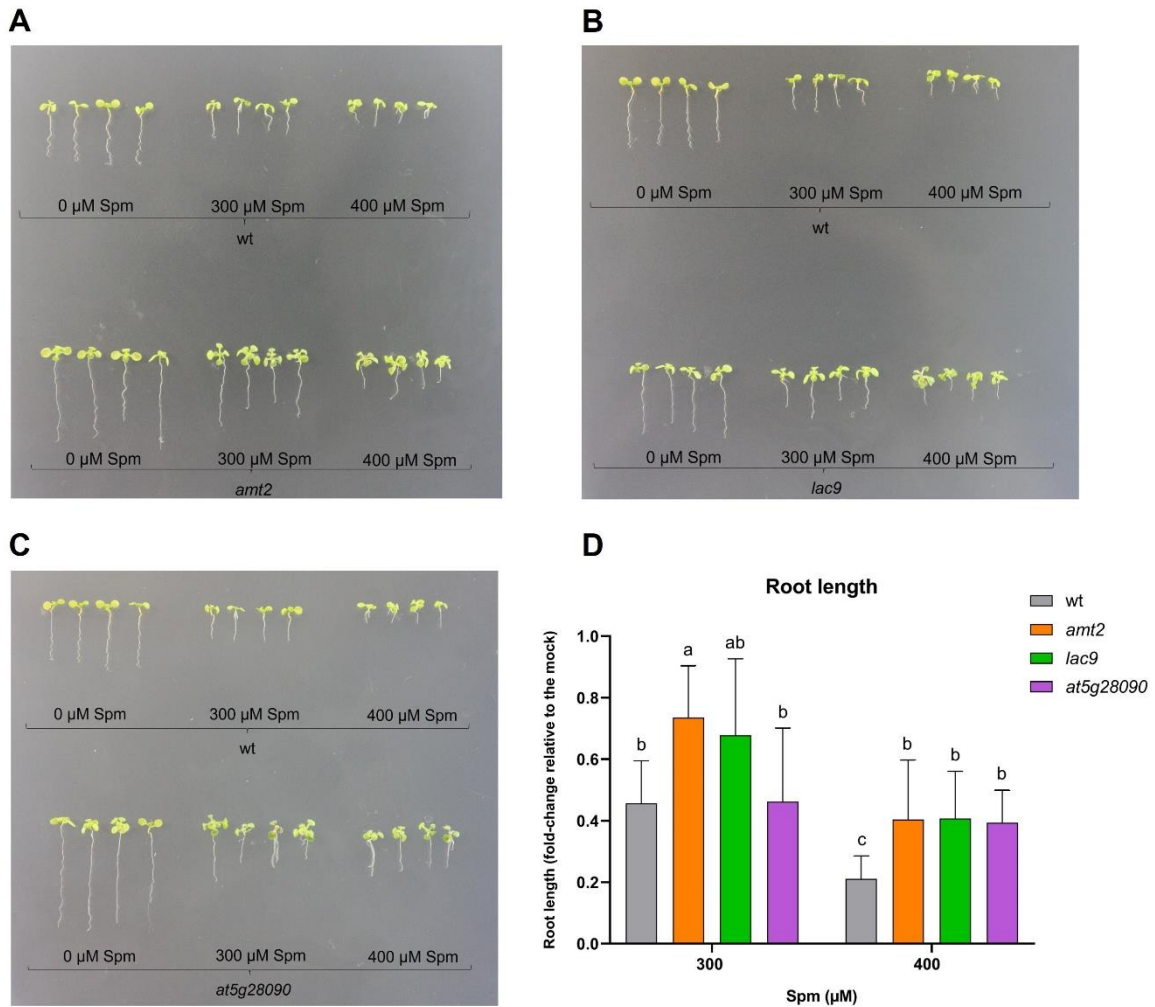 A
0 µM Spm
300 µM Spm
400 µM Spm
wt
0 µM Spm
300 µM Spm
400 µM Spm
amt2
B
0 µM Spm
300 µM Spm
400 µM Spm
wt
0 µM Spm
300 µM Spm
400 µM Spm
lac9
C
0 µM Spm
300 µM Spm
400 µM Spm
wt
0 µM Spm
300 µM Spm
400 µM Spm
at5g28090
D
Root length
wt
amt2
lac9
at5g28090
Root length (fold-change relative to the mock)
1.0
0.8
0.6
0.4
0.2
0.0
b
a
ab
b
c
b
b
b
300
400
Spm (µM)